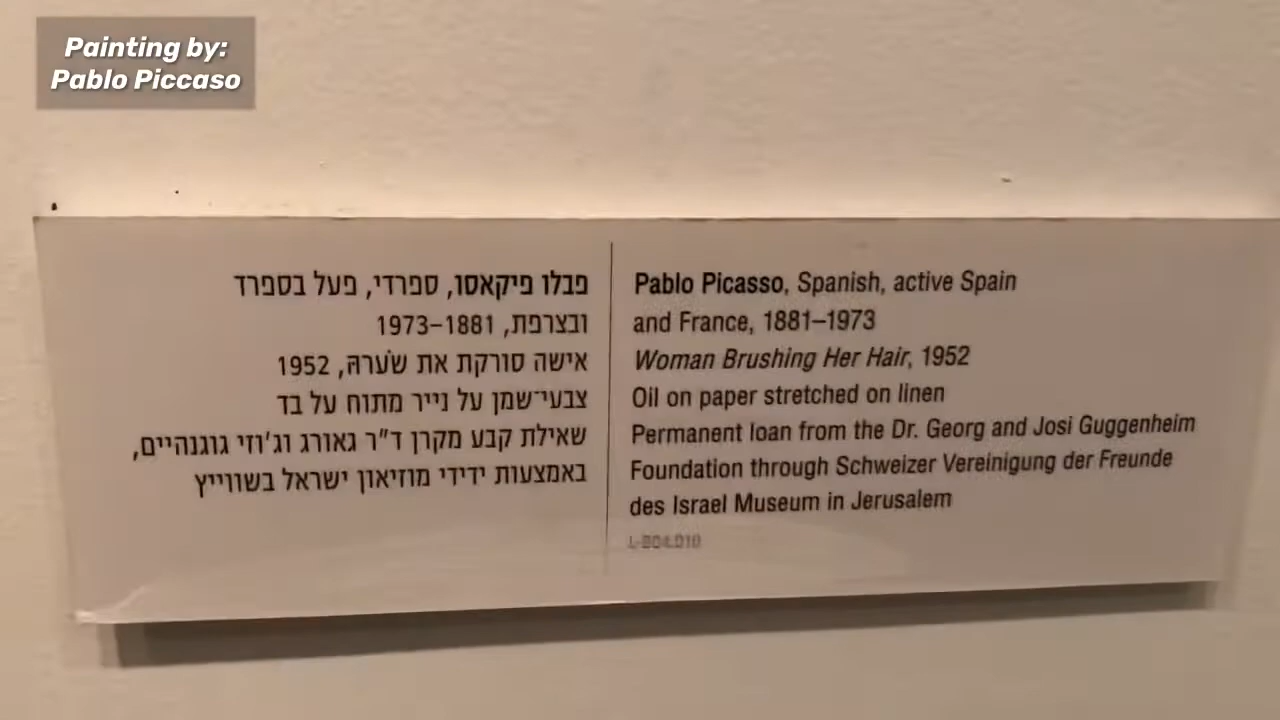 Painting by:
Pablo Piccaso
פבלו פיקאסו, ספרדי, פעל בספרד
ובצרפת, 1881–1973
אישה סורקת את שֹערהּ, 1952
צבעי־שמן על נייר מתוח על בד
שאילת קבע מקרן ד"ר גאורג וג'וזי גוגנהיים,
באמצעות ידידי מוזיאון ישראל בשווייץ
Pablo Picasso, Spanish, active Spain
and France, 1881–1973
Woman Brushing Her Hair, 1952
Oil on paper stretched on linen
Permanent loan from the Dr. Georg and Josi Guggenheim
Foundation through Schweizer Vereinigung der Freunde
des Israel Museum in Jerusalem